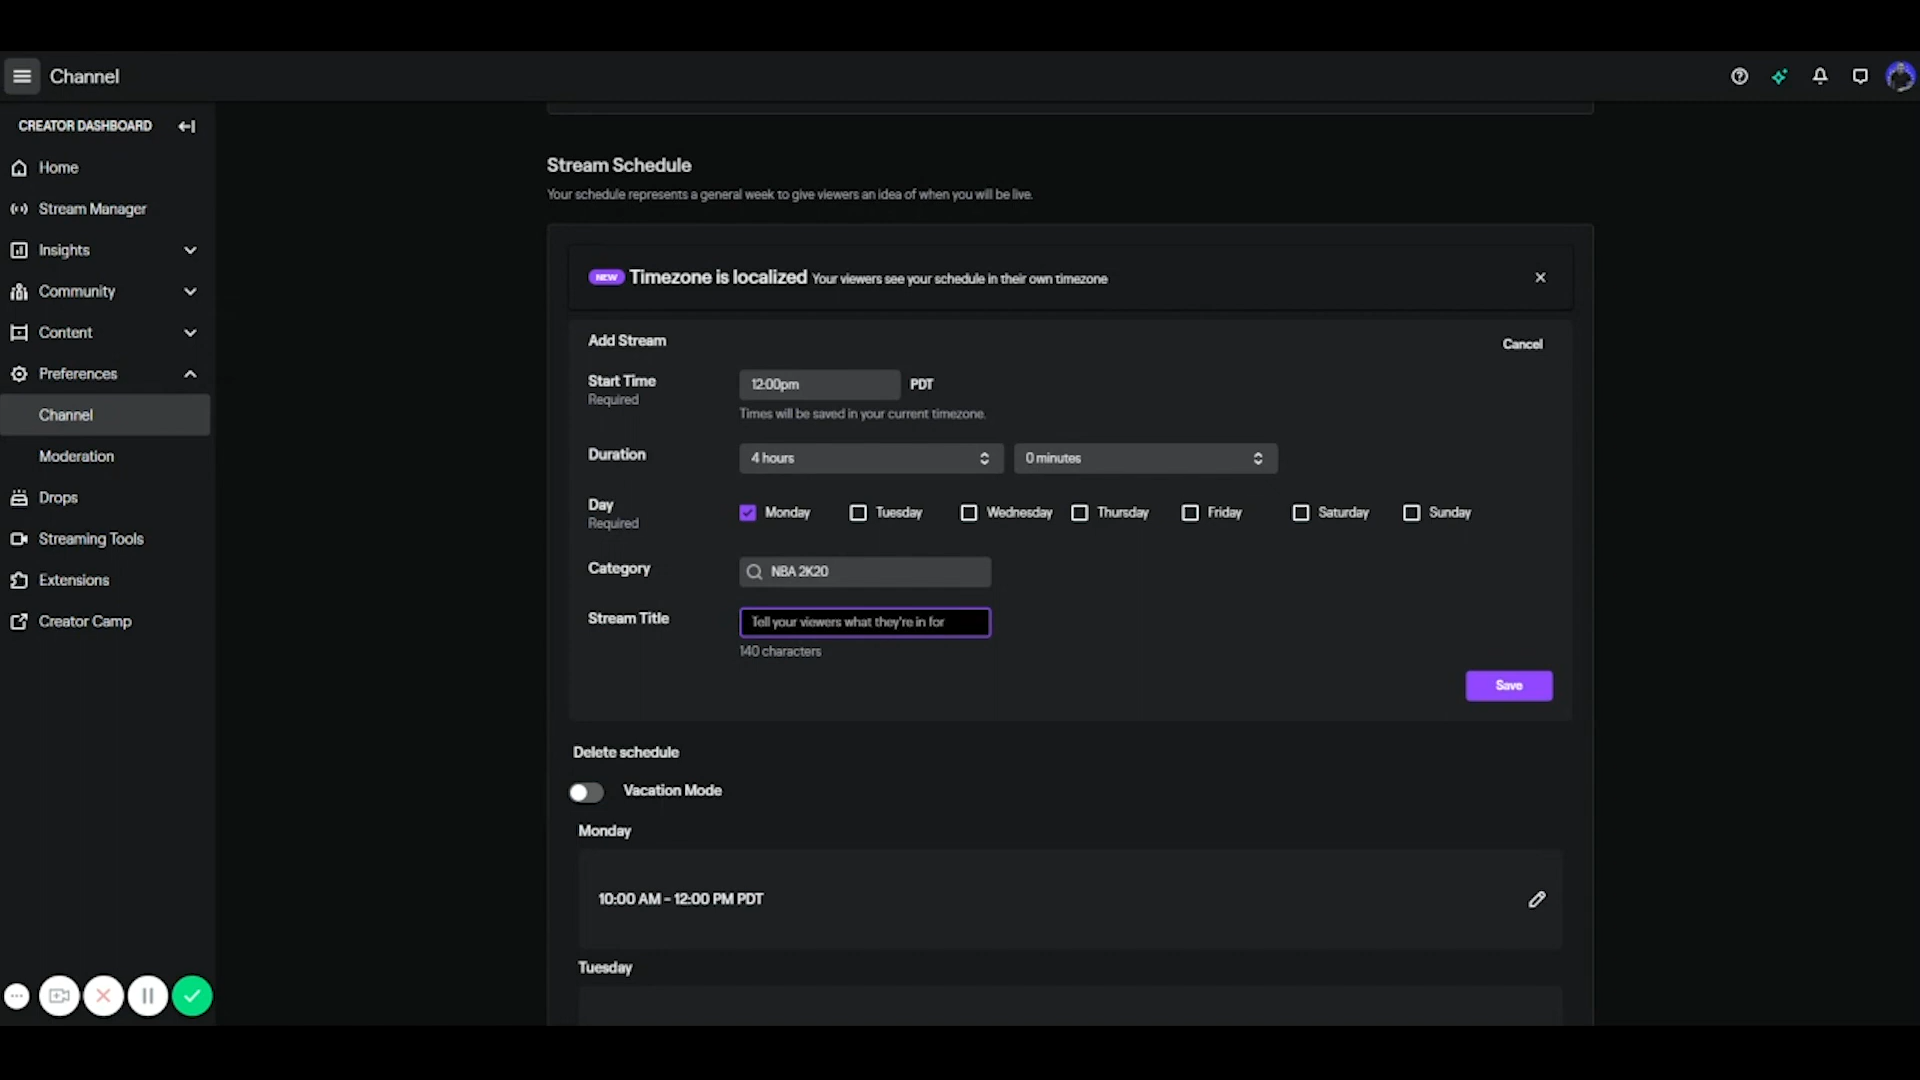 Channel
CREATOR DASHBOARD
Home
Stream Manager
Insights
Community
Content
Preferences
Channel
Moderation
Drops
Streaming Tools
Extensions
Creator Camp
Stream Schedule
Your schedule represents a general week to give viewers an idea of when you will be live.
NEW Timezone is localized Your viewers see your schedule in their own timezone
Add Stream
Cancel
Start Time
Required
12:00pm PDT
Times will be saved in your current timezone.
Duration
4 hours
0 minutes
Day
Required
Monday Tuesday Wednesday Thursday Friday Saturday Sunday
Category
NBA 2K20
Stream Title
Tell your viewers what they're in for
140 characters
Save
Delete schedule
Vacation Mode
Monday
10:00 AM - 12:00 PM PDT
Tuesday